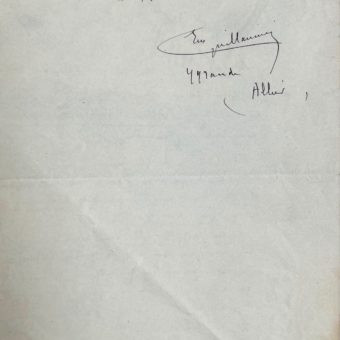 Em Guillaumin
Ygrande
(Allier)